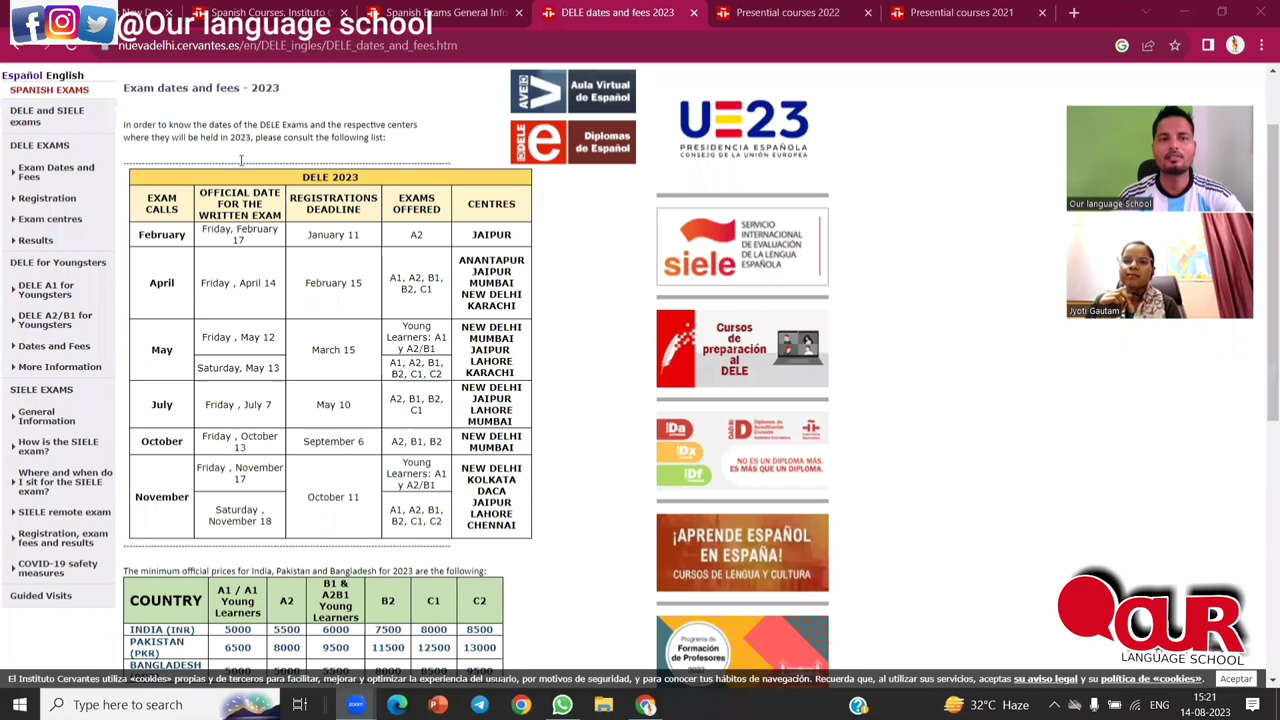 Spanish Courses. Instituto C
Spanish Exams General Info
DELE dates and fees 2023
Presential courses 2022
Presential courses 2021
@Our language school
nuevadelhi.cervantes.es/en/DELE_ingles/DELE_dates_and_fees.htm
Español English
SPANISH EXAMS
DELE and SIELE
exams
DELE EXAMS
Exam Dates and
Fees
Registration
Exam centres
Results
DELE for Youngsters
DELE A1 for
Youngsters
DELE A2/B1 for
Youngsters
Dates and Fees
More Information
SIELE EXAMS
General
Information
How is the SIELE
exam?
Where and when do
I sit for the SIELE
exam?
SIELE remote exam
Registration, exam
fees and results
COVID-19 safety
measures
Guided Visits
Exam dates and fees - 2023
In order to know the dates of the DELE Exams and the respective centers
where they will be held in 2023, please consult the following list:
DELE 2023
EXAM
CALLS
OFFICIAL DATE
FOR THE
WRITTEN EXAM
REGISTRATIONS
DEADLINE
EXAMS
OFFERED
CENTRES
February
Friday, February
17
January 11
A2
JAIPUR
April
Friday , April 14
February 15
A1, A2, B1,
B2, C1
ANANTAPUR
JAIPUR
MUMBAI
NEW DELHI
KARACHI
May
Friday , May 12
Saturday, May 13
March 15
Young
Learners: A1
y A2/B1
A1, A2, B1,
B2, C1, C2
NEW DELHI
MUMBAI
JAIPUR
LAHORE
KARACHI
July
Friday , July 7
May 10
A2, B1, B2,
C1
NEW DELHI
JAIPUR
LAHORE
MUMBAI
October
Friday , October
13
September 6
A2, B1, B2
NEW DELHI
MUMBAI
November
Friday , November
17
Saturday ,
November 18
October 11
Young
Learners: A1
y A2/B1
A1, A2, B1,
B2, C1, C2
NEW DELHI
KOLKATA
DACA
JAIPUR
LAHORE
CHENNAI
The minimum official prices for India, Pakistan and Bangladesh for 2023 are the following:
COUNTRY
A1 / A1
Young
Learners
A2
B1 &
A2B1
Young
Learners
B2
C1
C2
INDIA (INR) 5000 5500 6000 7500 8000 8500
PAKISTAN
(PKR)
6500 8000 9500 11500 12500 13000
BANGLADESH
AVE
Aula Virtual
de Español
DELE
Diplomas
de Español
UE23
PRESIDENCIA ESPAÑOLA
CONSEJO DE LA UNIÓN EUROPEA
siele
SERVICIO
INTERNACIONAL
DE EVALUACIÓN
DE LA LENGUA
ESPAÑOLA
Cursos
de
preparación
al
DELE
NO ES UN DIPLOMA MÁS.
ES MÁS QUE UN DIPLOMA.
¡APRENDE ESPAÑOL
EN ESPAÑA!
CURSOS DE LENGUA Y CULTURA
Programa de
Formación
de Profesores
Our language School
Jyoti Gautam
OUR
LANGUAGE SCHOOL
El Instituto Cervantes utiliza «cookies» propias y de terceros para facilitar, mejorar y optimizar la experiencia del usuario, por motivos de seguridad, y para conocer tus hábitos de navegación. Recuerda que, al utilizar sus servicios, aceptas su aviso legal y su política de «cookies».
Aceptar
Type here to search
zoom
32°C Haze
ENG
15:21
14-08-2023